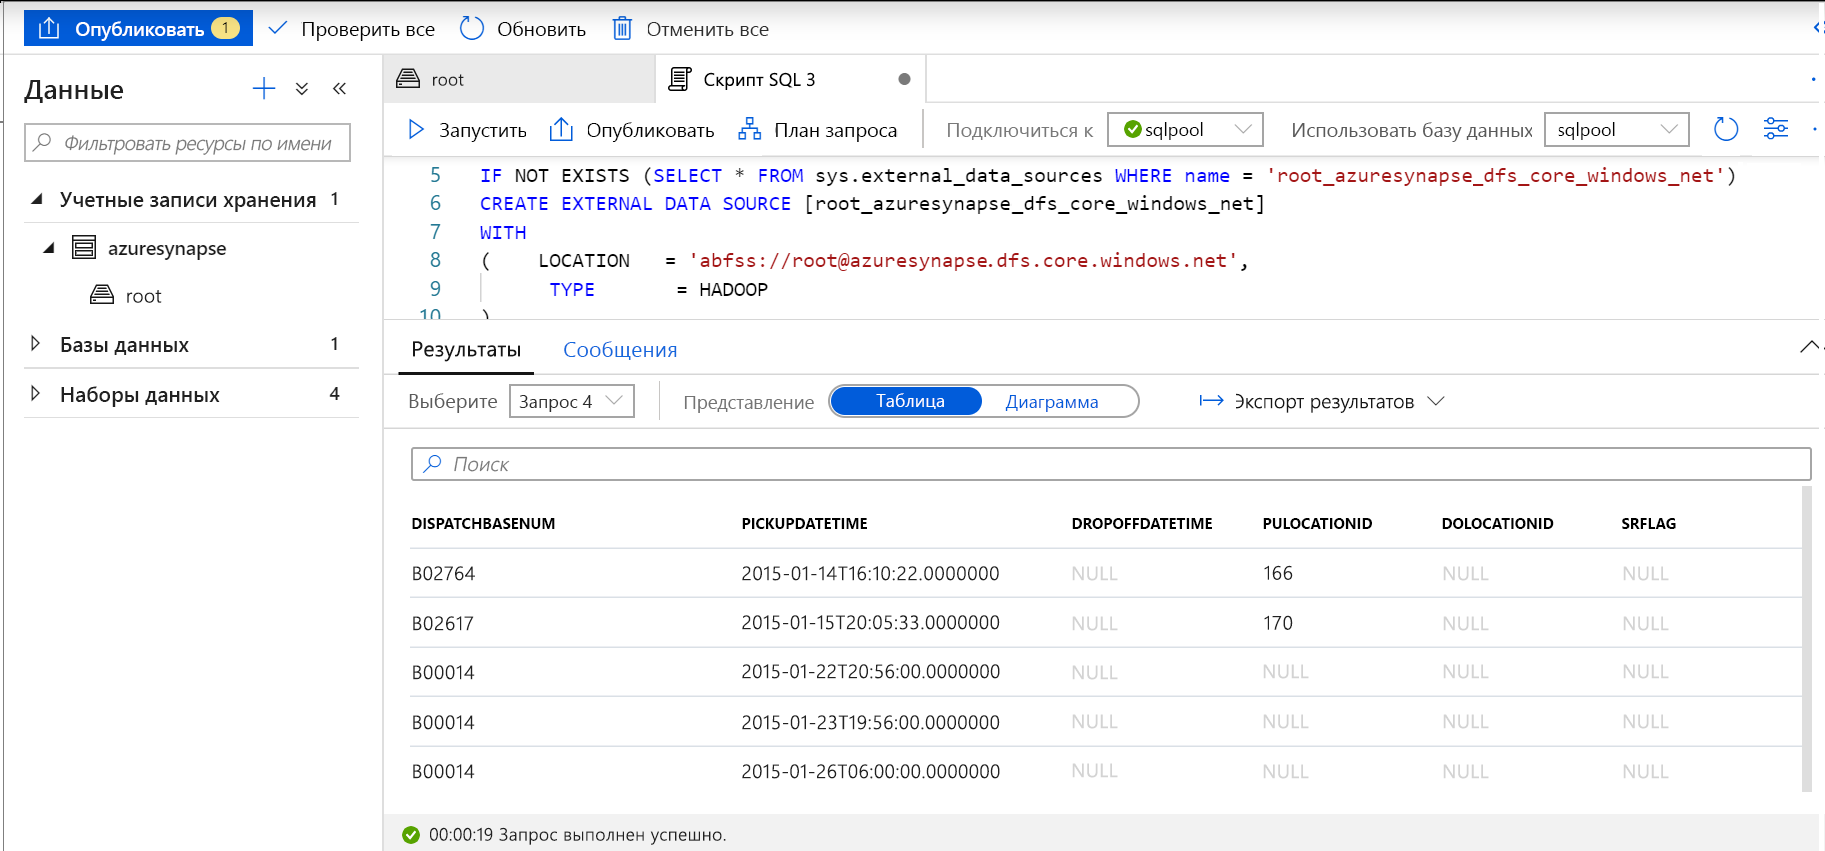 Опубликовать 1 Проверить все Обновить Отменить все
Данные
Фильтровать ресурсы по имени
Учетные записи хранения 1
azuresynapse
root
Базы данных 1
Наборы данных 4
root Скрипт SQL 3
Запустить Опубликовать План запроса Подключиться к sqlpool Использовать базу данных sqlpool
5 IF NOT EXISTS (SELECT * FROM sys.external_data_sources WHERE name = 'root_azuresynapse_dfs_core_windows_net')
6 CREATE EXTERNAL DATA SOURCE [root_azuresynapse_dfs_core_windows_net]
7 WITH
8 ( LOCATION = 'abfss://root@azuresynapse.dfs.core.windows.net',
9 TYPE = HADOOP
10 )
Результаты Сообщения
Выберите Запрос 4 Представление Таблица Диаграмма Экспорт результатов
Поиск
DISPATCHBASENUM PICKUPDATETIME DROPOFFDATETIME PULOCATIONID DOLOCATIONID SRFLAG
B02764 2015-01-14T16:10:22.0000000 NULL 166 NULL NULL
B02617 2015-01-15T20:05:33.0000000 NULL 170 NULL NULL
B00014 2015-01-22T20:56:00.0000000 NULL NULL NULL NULL
B00014 2015-01-23T19:56:00.0000000 NULL NULL NULL NULL
B00014 2015-01-26T06:00:00.0000000 NULL NULL NULL NULL
00:00:19 Запрос выполнен успешно.